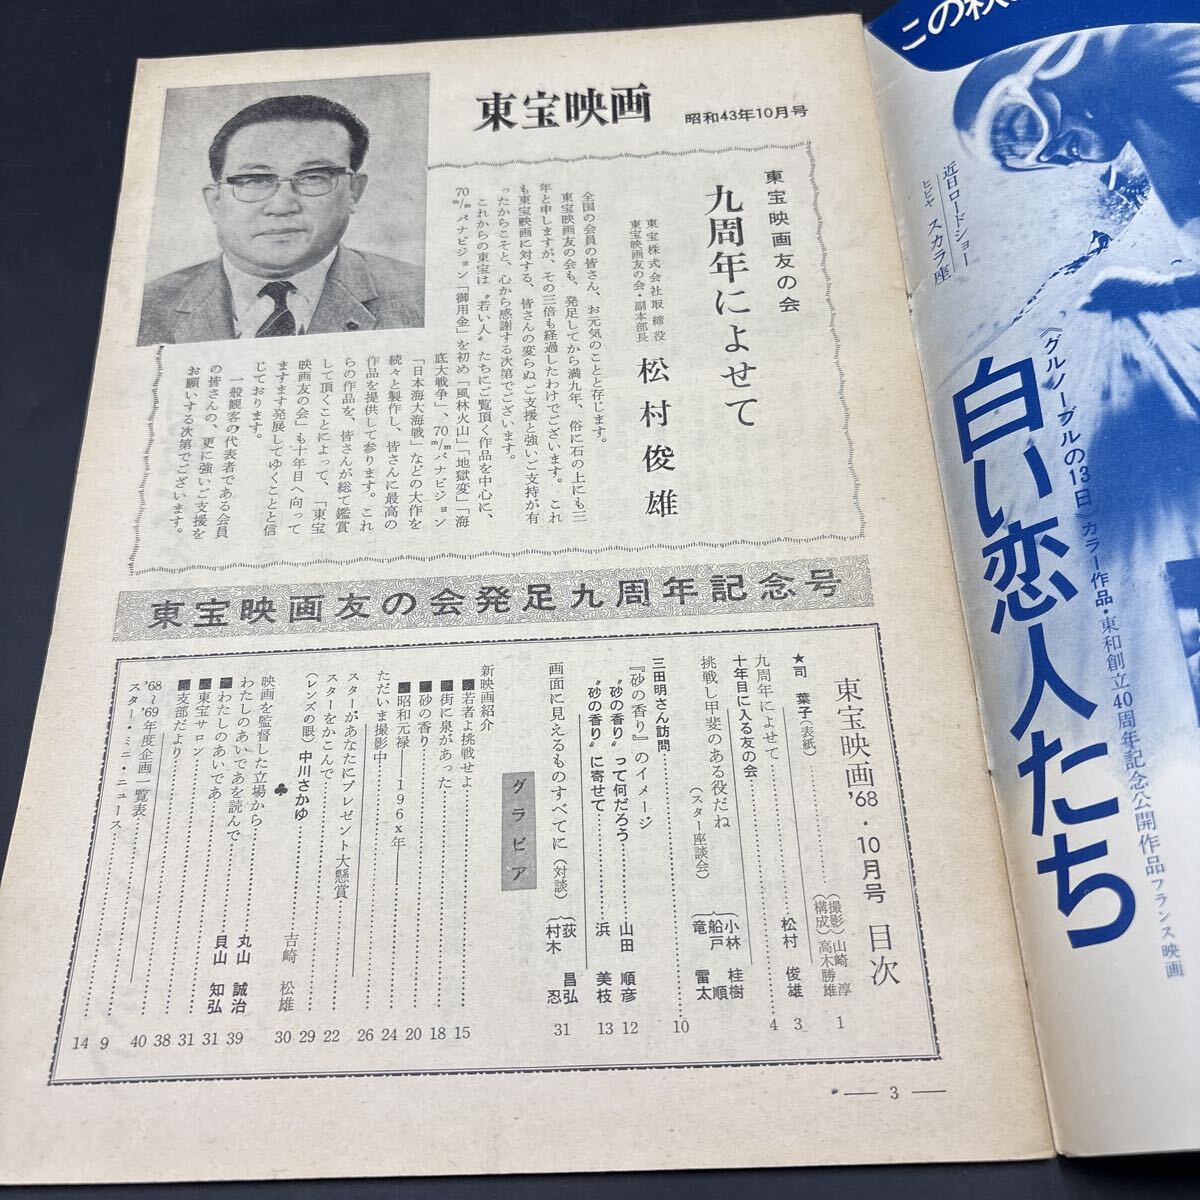 東宝映画
昭和43年10月号
東宝映画友の会
九周年によせて
東宝株式会社取締役
東宝映画友の会・副本部長
松村俊雄
全国の会員の皆さん、お元気のことと存じます。
東宝映画友の会も、発足してから満九年、俗に石の上にも三
年と申しますが、その三倍も経過したわけでございます。これ
も東宝映画に対する、皆さんの変らぬご支援と強いご支持が有
ったからこそと、心から感謝する次第でございます。
これからの東宝は〝若い人〟たちにご覧頂く作品を中心に、
70m/mパナビジョン「御用金」を初め「風林火山」「地獄変」「海
底大戦争」、70m/mパナビジョン
「日本海大海戦」などの大作を
続々と製作し、皆さんに最高の
作品を提供して参ります。これ
らの作品を、皆さんが総て鑑賞
して頂くことによって、「東宝
映画友の会」も十年目へ向って
ますます発展してゆくことと信
じております。
一般観客の代表者である会員
の皆さんの、更に強いご支援を
お願いする次第でございます。
東宝映画友の会発足九周年記念号
東宝映画'68・10月号 目次
★司 葉子(表紙)………(撮影)山崎 淳 (構成)高木勝雄 1
九周年によせて………松村 俊雄 3
十年目に入る友の会………4
挑戦し甲斐のある役だね(スター座談会) 小林 桂樹 船戸 順 竜 雷太
三田明さん訪問………10
『砂の香り』のイメージ
〝砂の香り〟って何だろう………山田 順彦 12
〝砂の香り〟に寄せて………浜 美枝 13
画面に見えるものすべてに(対談) 荻 昌弘 村木 忍 31
グラビア
新映画紹介
■若者よ挑戦せよ………15
■街に泉があった………18
■砂の香り………20
■昭和元禄——196x年——………24
ただいま撮影中………26
スターがあなたにプレゼント大懸賞………22
スターをかこんで………29
(レンズの眼)中川さかゆ………吉崎 松雄 30
♣
映画を監督した立場から………丸山 誠治 39
わたしのあいであを読んで………貝山 知弘 31
■わたしのあいであ………31
■東宝サロン………38
■支部だより………40
'68〜'69年度企画一覧表………9
スター・ミニ・ニュース………14
— 3 —
この秋
近日ロードショー
ヒビヤ スカラ座
《グルノーブルの13日》カラー作品・東和創立40周年記念公開作品 フランス映画
白い恋人たち